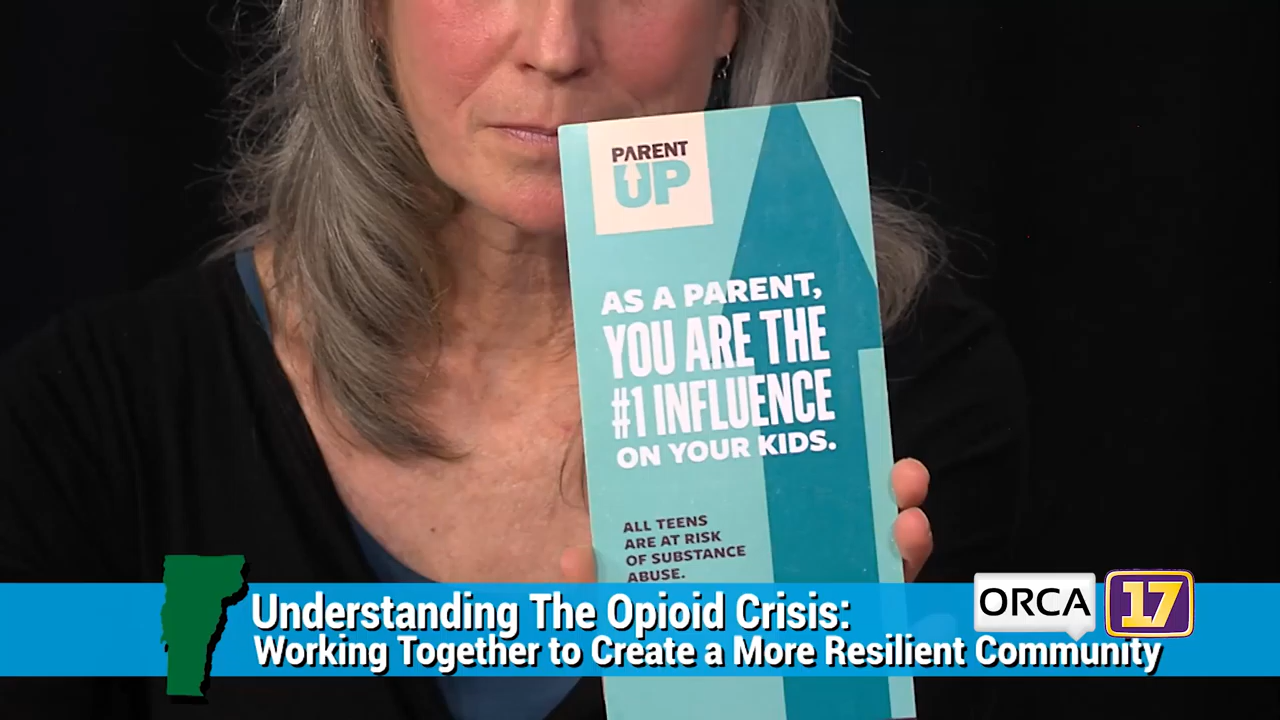 PARENT
UP
AS A PARENT,
YOU ARE THE
#1 INFLUENCE
ON YOUR KIDS.
ALL TEENS
ARE AT RISK
OF SUBSTANCE
ABUSE.
Understanding The Opioid Crisis:
Working Together to Create a More Resilient Community
ORCA 17